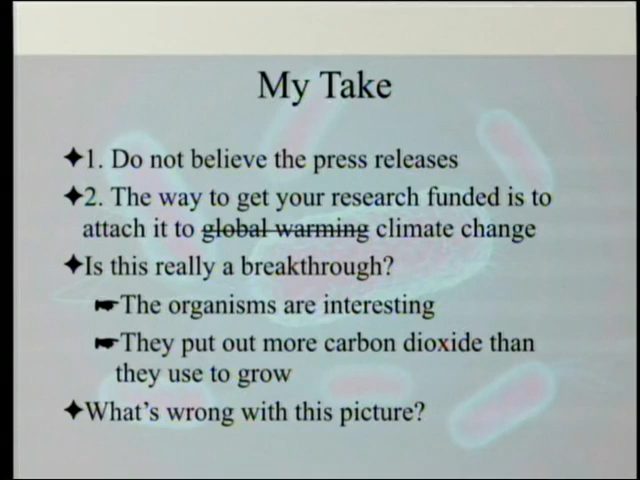 My Take
✦1. Do not believe the press releases
✦2. The way to get your research funded is to
attach it to global warming climate change
✦Is this really a breakthrough?
☛The organisms are interesting
☛They put out more carbon dioxide than
they use to grow
✦What's wrong with this picture?